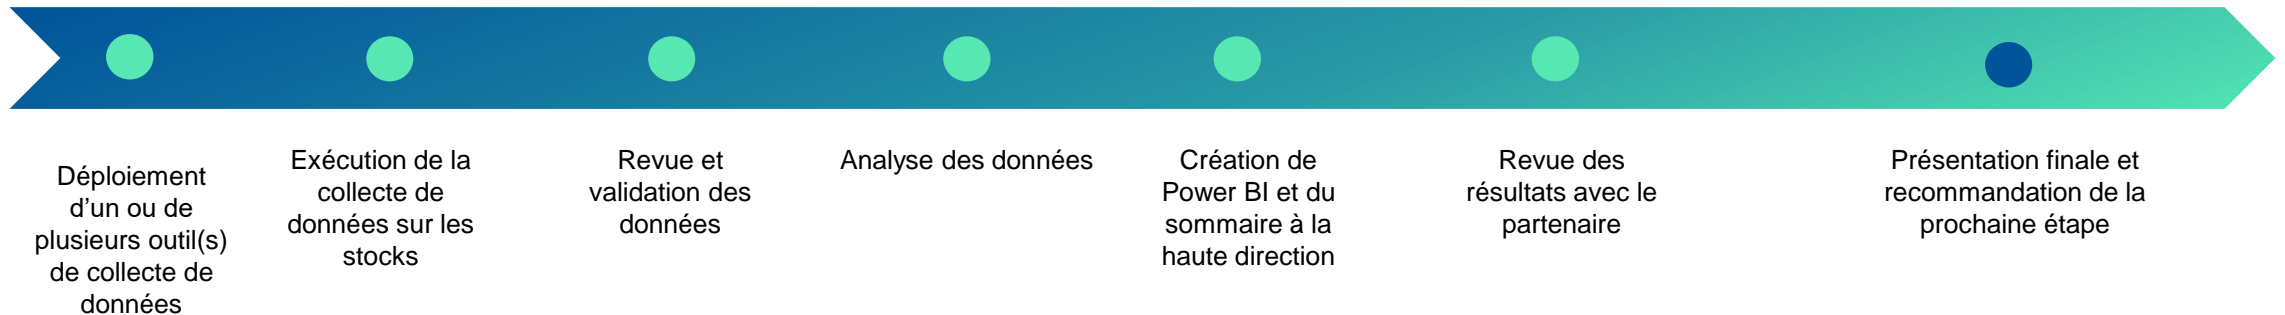 Déploiement
d'un ou de
plusieurs outil(s)
de collecte de
données
Exécution de la
collecte de
données sur les
stocks
Revue et
validation des
données
Analyse des données
Création de
Power BI et du
sommaire à la
haute direction
Revue des
résultats avec le
partenaire
Présentation finale et
recommandation de la
prochaine étape